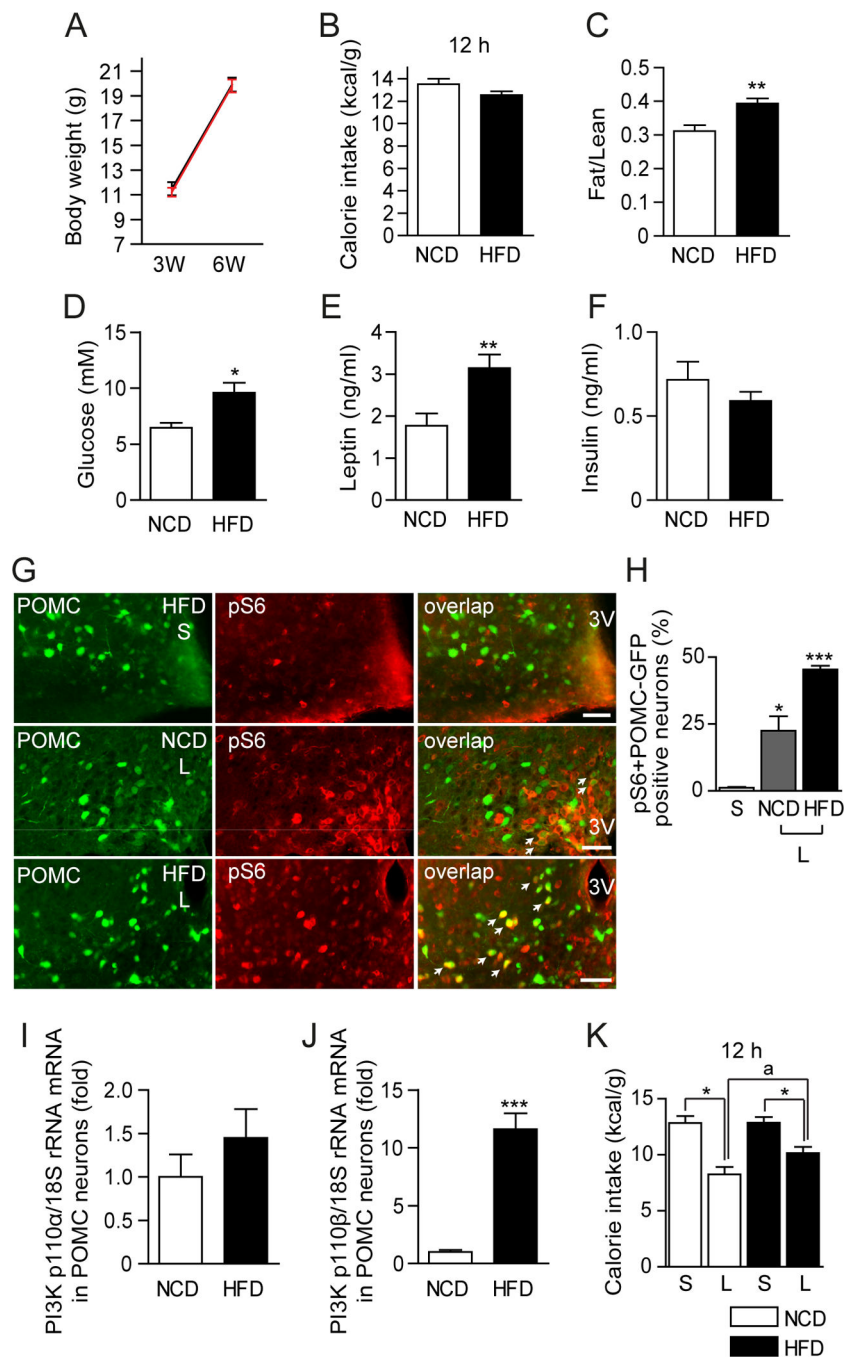 A
Body weight (g)
21
19
13
11
9
7
3W 6W
B
12 h
Calorie intake (kcal/g)
14
12
10
8
6
4
2
0
NCD HFD
C
Fat/Lean
0.5
0.4
0.3
0.2
0.1
0
**
NCD HFD
D
Glucose (mM)
15
10
5
0
*
NCD HFD
E
Leptin (ng/ml)
4
3
2
1
0
**
NCD HFD
F
Insulin (ng/ml)
1.0
0.5
0
NCD HFD
G
POMC HFD pS6 overlap
S 3V
POMC NCD pS6 overlap
L 3V
POMC HFD pS6 overlap
L 3V
H
pS6+POMC-GFP
positive neurons (%)
50
25
0
*
***
S NCD HFD
L
I
PI3K p110α/18S rRNA mRNA
in POMC neurons (fold)
2.0
1.5
1.0
0.5
0.0
NCD HFD
J
PI3K p110β/18S rRNA mRNA
in POMC neurons (fold)
15
10
5
0
***
NCD HFD
K
12 h
Calorie intake (kcal/g)
15
10
5
0
* a *
S L S L
NCD
HFD